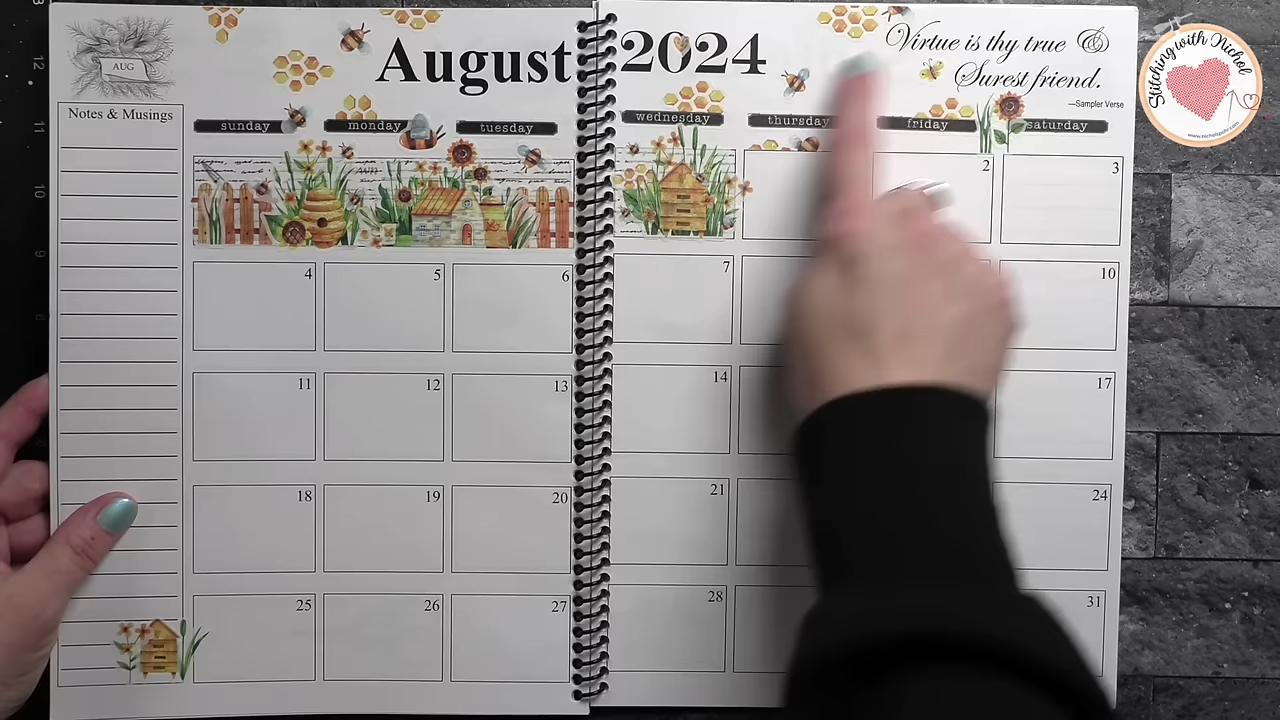 AUG
August 2024
Virtue is thy true &
Surest friend.
—Sampler Verse
Notes & Musings
sunday monday tuesday wednesday thursday friday saturday
2 3
4 5 6 7 10
11 12 13 14 17
18 19 20 21 24
25 26 27 28 31
Stitching with Nichol